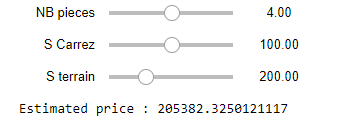 NB pieces 4.00
S Carrez 100.00
S terrain 200.00
Estimated price : 205382.3250121117